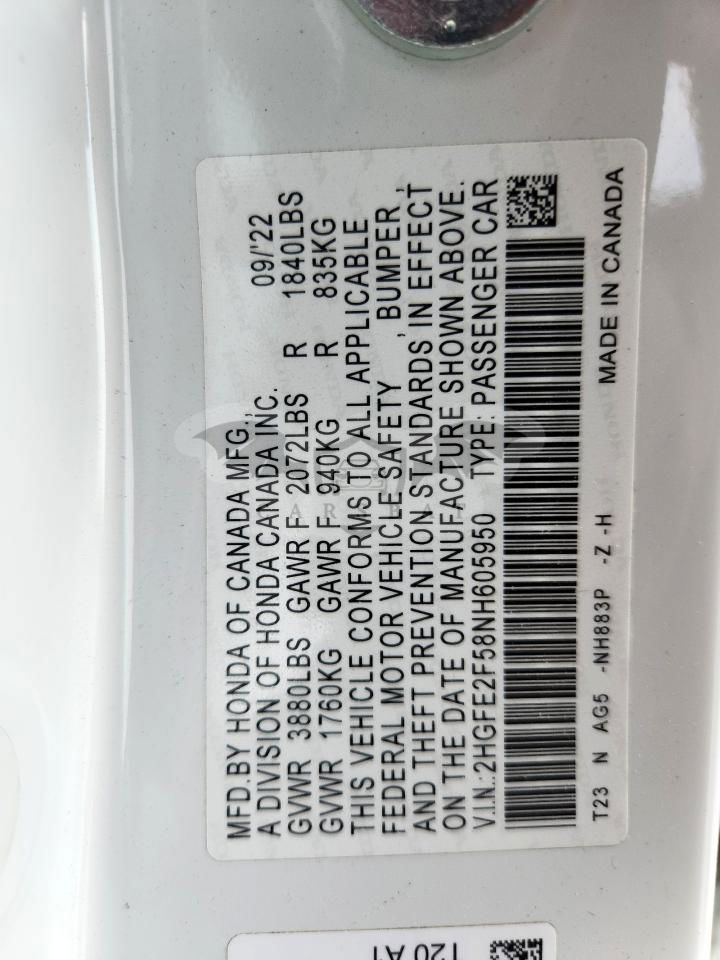 MFD.BY HONDA OF CANADA MFG., 09/'22
A DIVISION OF HONDA CANADA INC.
GVWR 3880LBS GAWR F 2072LBS R 1840LBS
GVWR 1760KG GAWR F 940KG R 835KG
THIS VEHICLE CONFORMS TO ALL APPLICABLE
FEDERAL MOTOR VEHICLE SAFETY , BUMPER ,
AND THEFT PREVENTION STANDARDS IN EFFECT
ON THE DATE OF MANUFACTURE SHOWN ABOVE.
V.I.N.:2HGFE2F58NH605950 TYPE: PASSENGER CAR
T23 N AG5 -NH883P -Z -H MADE IN CANADA
120 A1